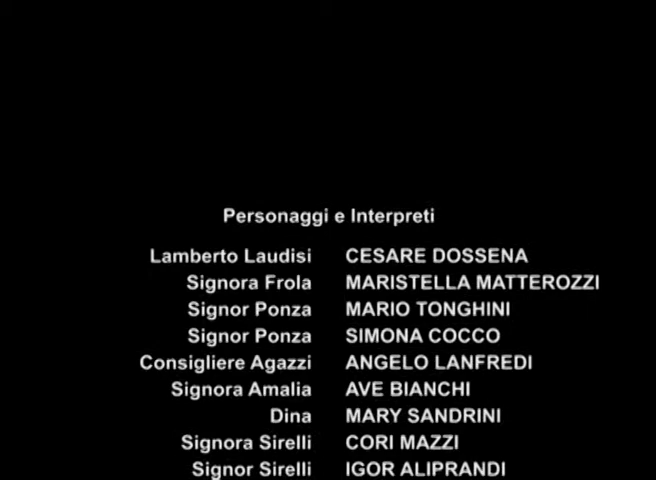 Personaggi e Interpreti
Lamberto Laudisi CESARE DOSSENA
Signora Frola MARISTELLA MATTEROZZI
Signor Ponza MARIO TONGHINI
Signor Ponza SIMONA COCCO
Consigliere Agazzi ANGELO LANFREDI
Signora Amalia AVE BIANCHI
Dina MARY SANDRINI
Signora Sirelli CORI MAZZI
Signor Sirelli IGOR ALIPRANDI